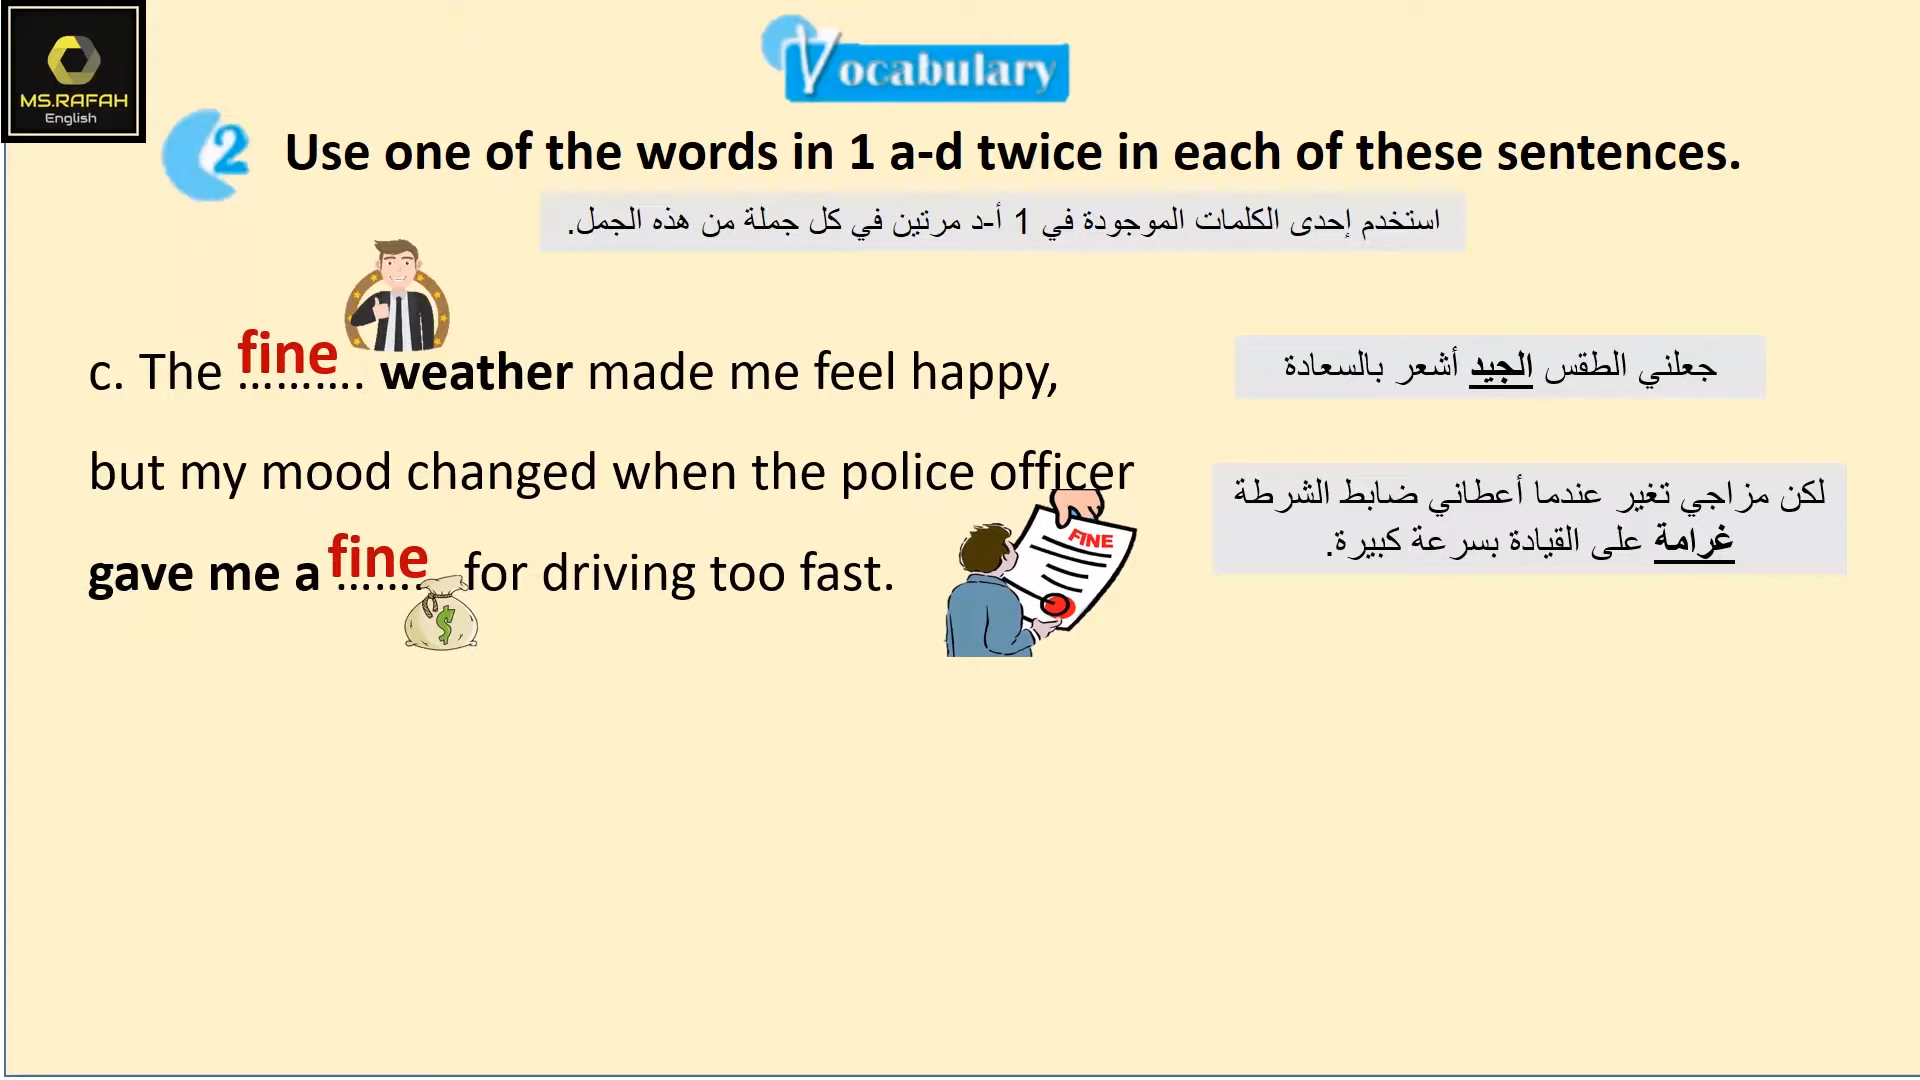 MS.RAFAH
English
Vocabulary
2 Use one of the words in 1 a-d twice in each of these sentences.
استخدم إحدى الكلمات الموجودة في 1 أ-د مرتين في كل جملة من هذه الجمل.
c. The fine .......... weather made me feel happy,
جعلني الطقس الجيد أشعر بالسعادة
but my mood changed when the police officer
gave me a fine ........ for driving too fast.
FINE
$
لكن مزاجي تغير عندما أعطاني ضابط الشرطة
غرامة على القيادة بسرعة كبيرة.